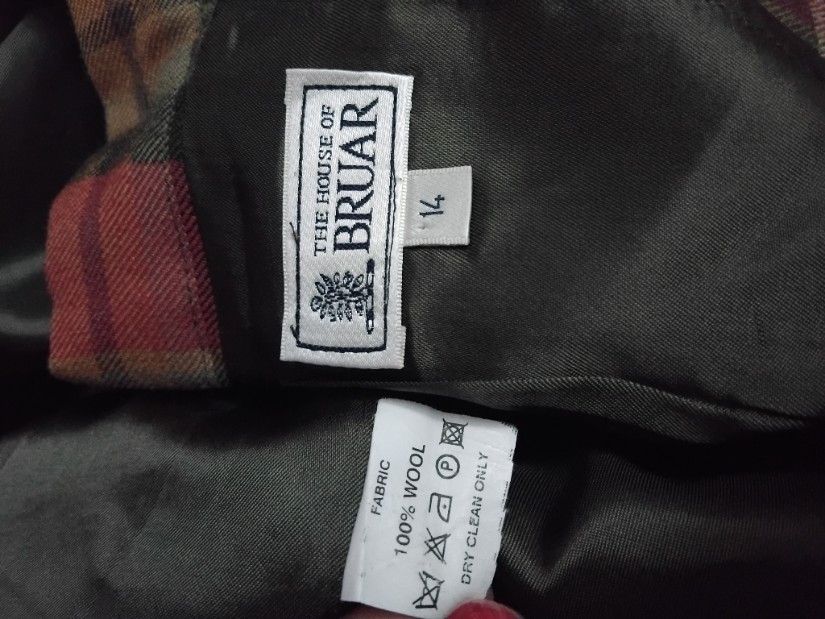 THE HOUSE OF
BRUAR
14
FABRIC
100% WOOL
P
DRY CLEAN ONLY